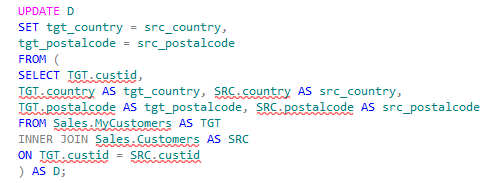 UPDATE D
SET tgt_country = src_country,
tgt_postalcode = src_postalcode
FROM (
SELECT TGT.custid,
TGT.country AS tgt_country, SRC.country AS src_country,
TGT.postalcode AS tgt_postalcode, SRC.postalcode AS src_postalcode
FROM Sales.MyCustomers AS TGT
INNER JOIN Sales.Customers AS SRC
ON TGT.custid = SRC.custid
) AS D;